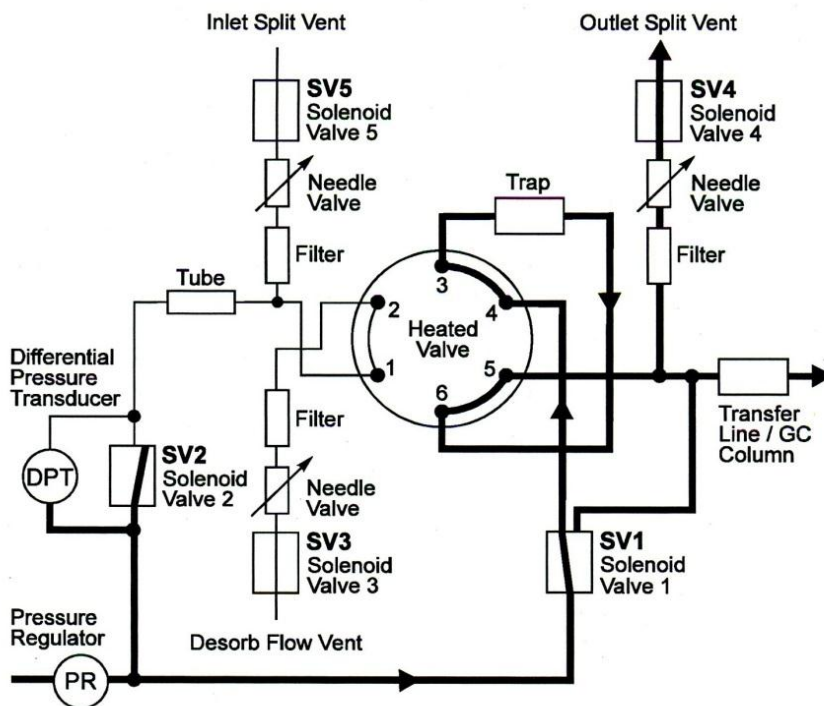 Inlet Split Vent
Outlet Split Vent
SV5
Solenoid
Valve 5
SV4
Solenoid
Valve 4
Needle
Valve
Trap
Needle
Valve
Filter
Filter
Tube
3
2
4
Heated
Valve
1
5
6
Differential
Pressure
Transducer
Filter
Transfer
Line / GC
Column
DPT
SV2
Solenoid
Valve 2
Needle
Valve
SV3
Solenoid
Valve 3
SV1
Solenoid
Valve 1
Pressure
Regulator
Desorb Flow Vent
PR